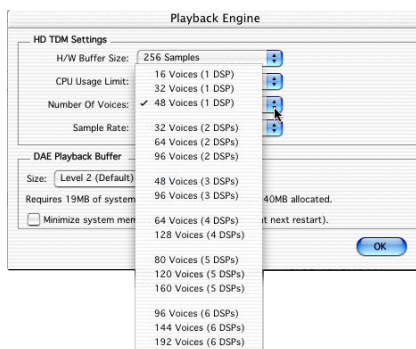 Playback Engine
HD TDM Settings
H/W Buffer Size: 256 Samples
CPU Usage Limit:
Number Of Voices:
Sample Rate:
16 Voices (1 DSP)
32 Voices (1 DSP)
✓ 48 Voices (1 DSP)
32 Voices (2 DSPs)
64 Voices (2 DSPs)
96 Voices (2 DSPs)
48 Voices (3 DSPs)
96 Voices (3 DSPs)
64 Voices (4 DSPs)
128 Voices (4 DSPs)
80 Voices (5 DSPs)
120 Voices (5 DSPs)
160 Voices (5 DSPs)
96 Voices (6 DSPs)
144 Voices (6 DSPs)
192 Voices (6 DSPs)
DAE Playback Buffer
Size: Level 2 (Default)
Requires 19MB of system 40MB allocated.
Minimize system mem t next restart).
OK